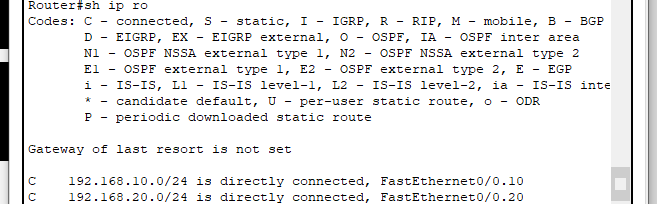 Router#sh ip ro
Codes: C - connected, S - static, I - IGRP, R - RIP, M - mobile, B - BGP
D - EIGRP, EX - EIGRP external, O - OSPF, IA - OSPF inter area
N1 - OSPF NSSA external type 1, N2 - OSPF NSSA external type 2
E1 - OSPF external type 1, E2 - OSPF external type 2, E - EGP
i - IS-IS, L1 - IS-IS level-1, L2 - IS-IS level-2, ia - IS-IS inte
* - candidate default, U - per-user static route, o - ODR
P - periodic downloaded static route
Gateway of last resort is not set
C 192.168.10.0/24 is directly connected, FastEthernet0/0.10
C 192.168.20.0/24 is directly connected, FastEthernet0/0.20